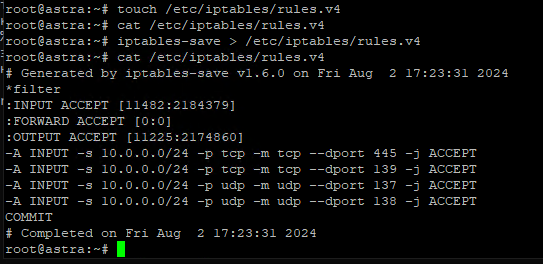 root@astra:~# touch /etc/iptables/rules.v4
root@astra:~# cat /etc/iptables/rules.v4
root@astra:~# iptables-save > /etc/iptables/rules.v4
root@astra:~# cat /etc/iptables/rules.v4
# Generated by iptables-save v1.6.0 on Fri Aug  2 17:23:31 2024
*filter
:INPUT ACCEPT [11482:2184379]
:FORWARD ACCEPT [0:0]
:OUTPUT ACCEPT [11225:2174860]
-A INPUT -s 10.0.0.0/24 -p tcp -m tcp --dport 445 -j ACCEPT
-A INPUT -s 10.0.0.0/24 -p tcp -m tcp --dport 139 -j ACCEPT
-A INPUT -s 10.0.0.0/24 -p udp -m udp --dport 137 -j ACCEPT
-A INPUT -s 10.0.0.0/24 -p udp -m udp --dport 138 -j ACCEPT
COMMIT
# Completed on Fri Aug  2 17:23:31 2024
root@astra:~#